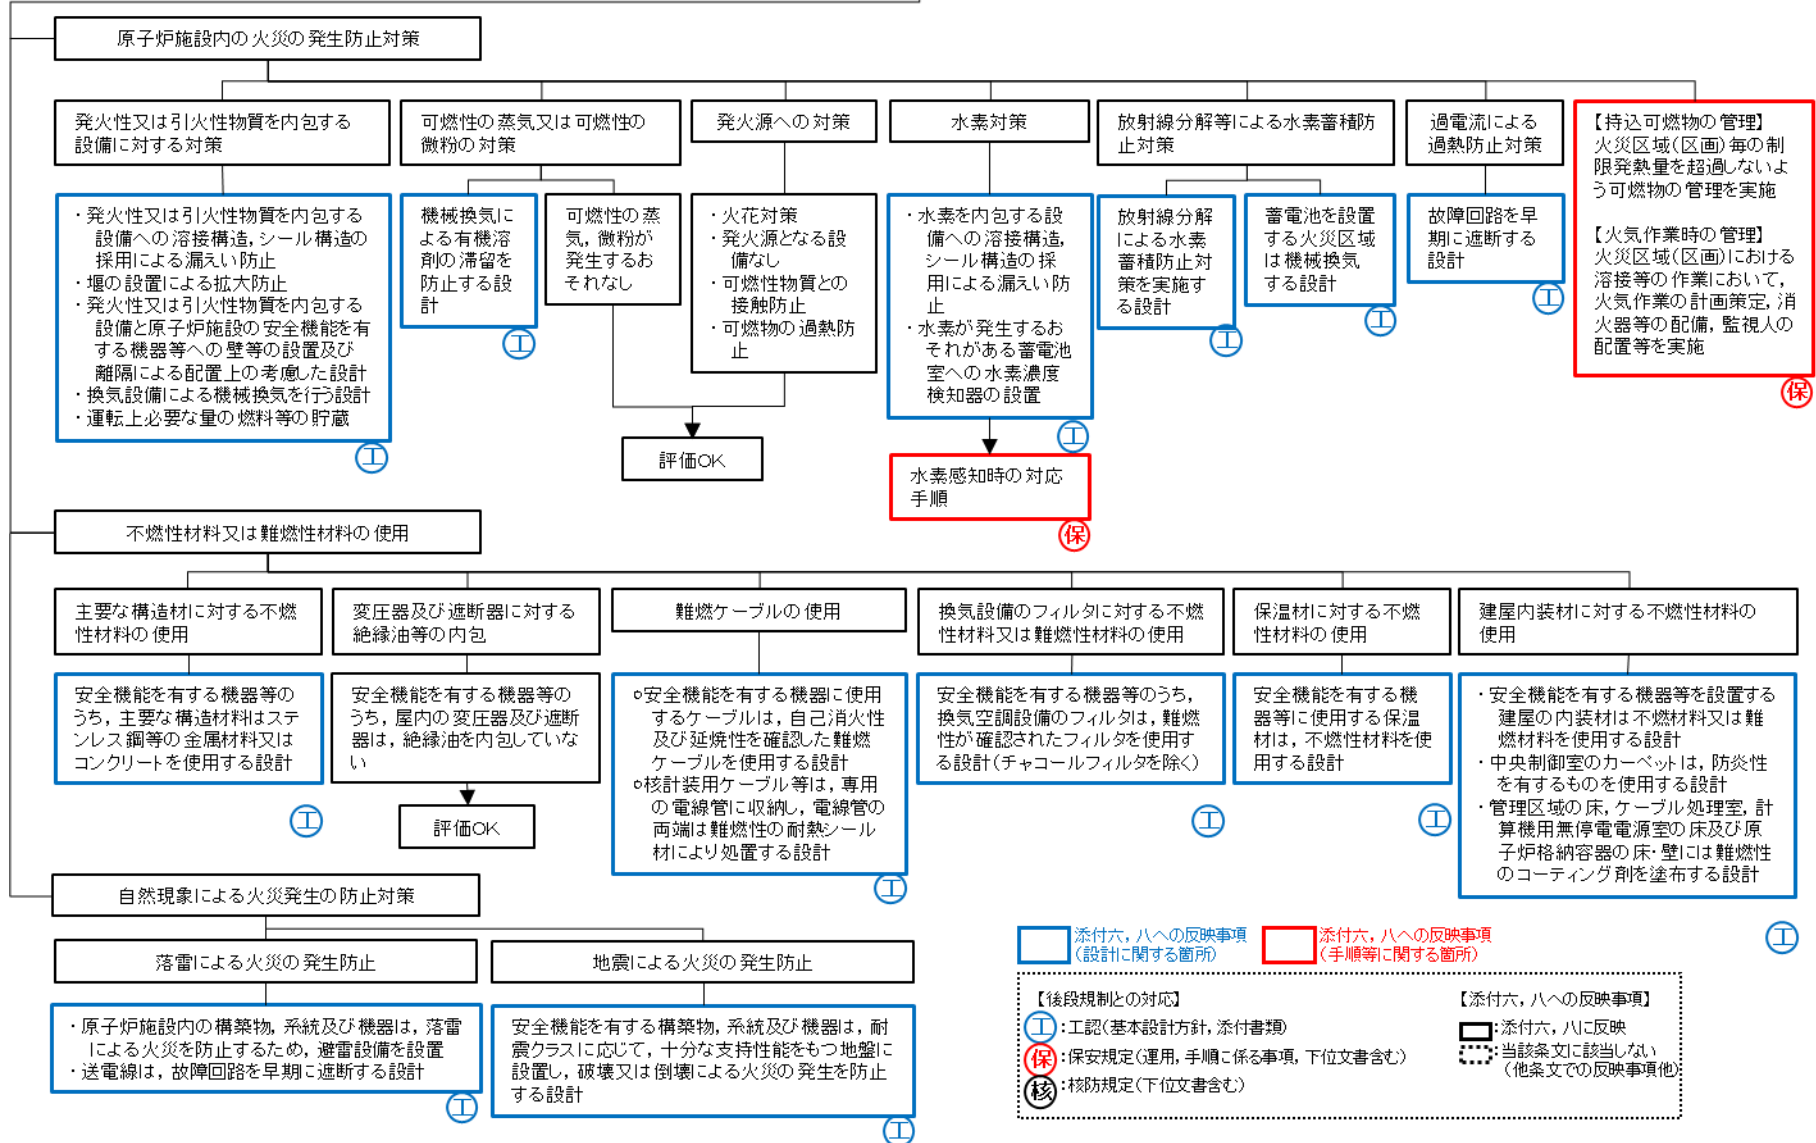 原子炉施設内の火災の発生防止対策
発火性又は引火性物質を内包する
設備に対する対策
可燃性の蒸気又は可燃性の
微粉の対策
発火源への対策
水素対策
放射線分解等による水素蓄積防
止対策
過電流による
過熱防止対策
【持込可燃物の管理】
火災区域(区画)毎の制
限発熱量を超過しないよ
う可燃物の管理を実施
【火気作業時の管理】
火災区域(区画)における
溶接等の作業において,
火気作業の計画策定,消
火器等の配備,監視人の
配置等を実施
保
・発火性又は引火性物質を内包する
設備への溶接構造,シール構造の
採用による漏えい防止
・堰の設置による拡大防止
・発火性又は引火性物質を内包する
設備と原子炉施設の安全機能を有
する機器等への壁等の設置及び
離隔による配置上の考慮した設計
・換気設備による機械換気を行う設計
・運転上必要な量の燃料等の貯蔵
工
機械換気に
よる有機溶
剤の滞留を
防止する設
計
工
可燃性の蒸
気,微粉が
発生するお
それなし
・火花対策
・発火源となる設
備なし
・可燃性物質との
接触防止
・可燃物の過熱防
止
評価OK
・水素を内包する設
備への溶接構造,
シール構造の採
用による漏えい防
止
・水素が発生するお
それがある蓄電池
室への水素濃度
検知器の設置
工
水素感知時の対応
手順
保
放射線分解
による水素
蓄積防止対
策を実施す
る設計
工
蓄電池を設置
する火災区域
は機械換気
する設計
工
故障回路を早
期に遮断する
設計
工
不燃性材料又は難燃性材料の使用
主要な構造材に対する不燃
性材料の使用
変圧器及び遮断器に対する
絶縁油等の内包
難燃ケーブルの使用
換気設備のフィルタに対する不燃
性材料又は難燃性材料の使用
保温材に対する不燃
性材料の使用
建屋内装材に対する不燃性材料の
使用
安全機能を有する機器等の
うち,主要な構造材料はステ
ンレス鋼等の金属材料又は
コンクリートを使用する設計
工
安全機能を有する機器等の
うち,屋内の変圧器及び遮断
器は,絶縁油を内包していな
い
評価OK
○安全機能を有する機器に使用
するケーブルは,自己消火性
及び延焼性を確認した難燃
ケーブルを使用する設計
○核計装用ケーブル等は,専用
の電線管に収納し,電線管の
両端は難燃性の耐熱シール
材により処置する設計
工
安全機能を有する機器等のうち,
換気空調設備のフィルタは,難燃
性が確認されたフィルタを使用す
る設計(チャコールフィルタを除く)
工
安全機能を有する機
器等に使用する保温
材は,不燃性材料を使
用する設計
工
・安全機能を有する機器等を設置する
建屋の内装材は不燃材料又は難
燃材料を使用する設計
・中央制御室のカーペットは,防炎性
を有するものを使用する設計
・管理区域の床,ケーブル処理室,計
算機用無停電電源室の床及び原
子炉格納容器の床・壁には難燃性
のコーティング剤を塗布する設計
工
自然現象による火災発生の防止対策
落雷による火災の発生防止
地震による火災の発生防止
・原子炉施設内の構築物,系統及び機器は,落雷
による火災を防止するため,避雷設備を設置
・送電線は,故障回路を早期に遮断する設計
工
安全機能を有する構築物,系統及び機器は,耐
震クラスに応じて,十分な支持性能をもつ地盤に
設置し,破壊又は倒壊による火災の発生を防止
する設計
工
添付六,八への反映事項
(設計に関する箇所)
添付六,八への反映事項
(手順等に関する箇所)
【後段規制との対応】
工:工認(基本設計方針,添付書類)
保:保安規定(運用,手順に係る事項,下位文書含む)
核:核防規定(下位文書含む)
【添付六,八への反映事項】
:添付六,八に反映
:当該条文に該当しない
(他条文での反映事項他)